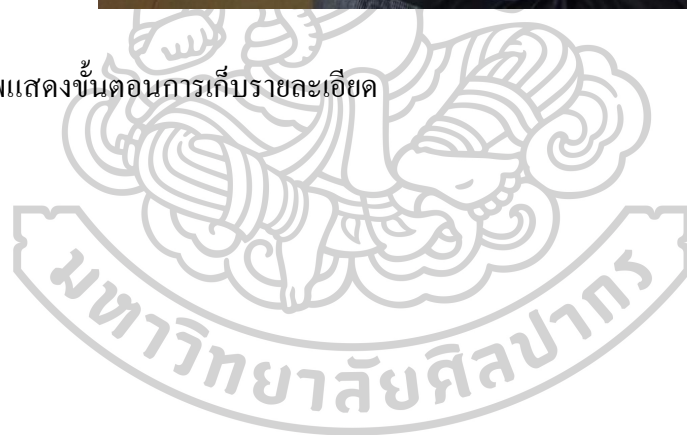 แสดงขั้นตอนการเก็บรายละเอียด
มหาวิทยาลัยศิลปากร